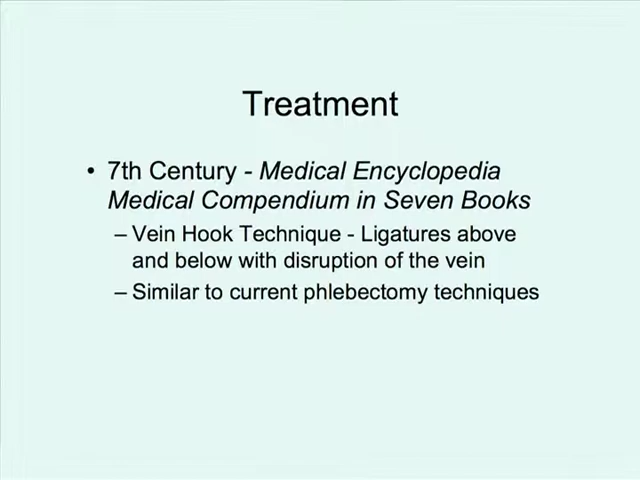 Treatment
• 7th Century - Medical Encyclopedia
Medical Compendium in Seven Books
– Vein Hook Technique - Ligatures above
and below with disruption of the vein
– Similar to current phlebectomy techniques